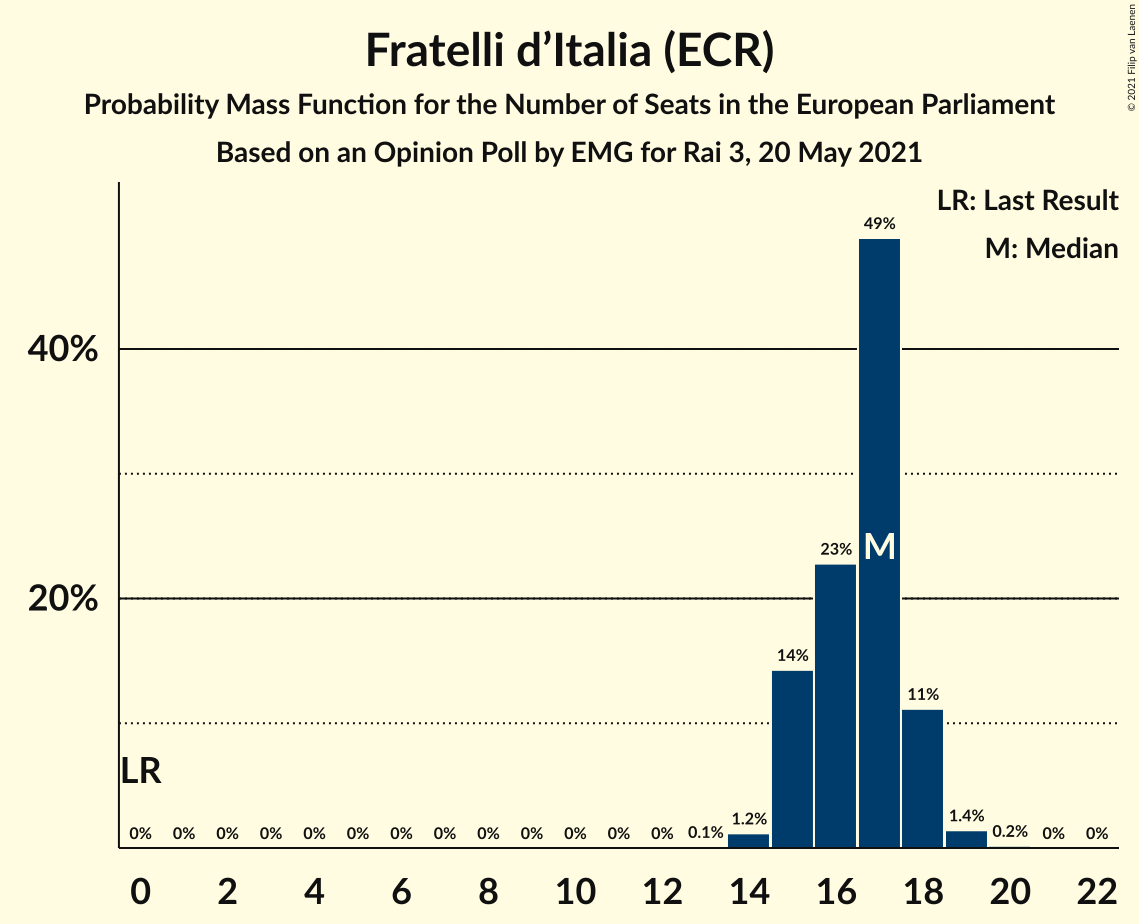 Fratelli d’Italia (ECR)
Probability Mass Function for the Number of Seats in the European Parliament
Based on an Opinion Poll by EMG for Rai 3, 20 May 2021
© 2021 Filip van Laenen
LR: Last Result
M: Median
49%
40%
23%
M
20%
14%
11%
LR
0% 0% 0% 0% 0% 0% 0% 0% 0% 0% 0% 0% 0% 0.1% 1.2% 1.4% 0.2% 0% 0%
0 2 4 6 8 10 12 14 16 18 20 22